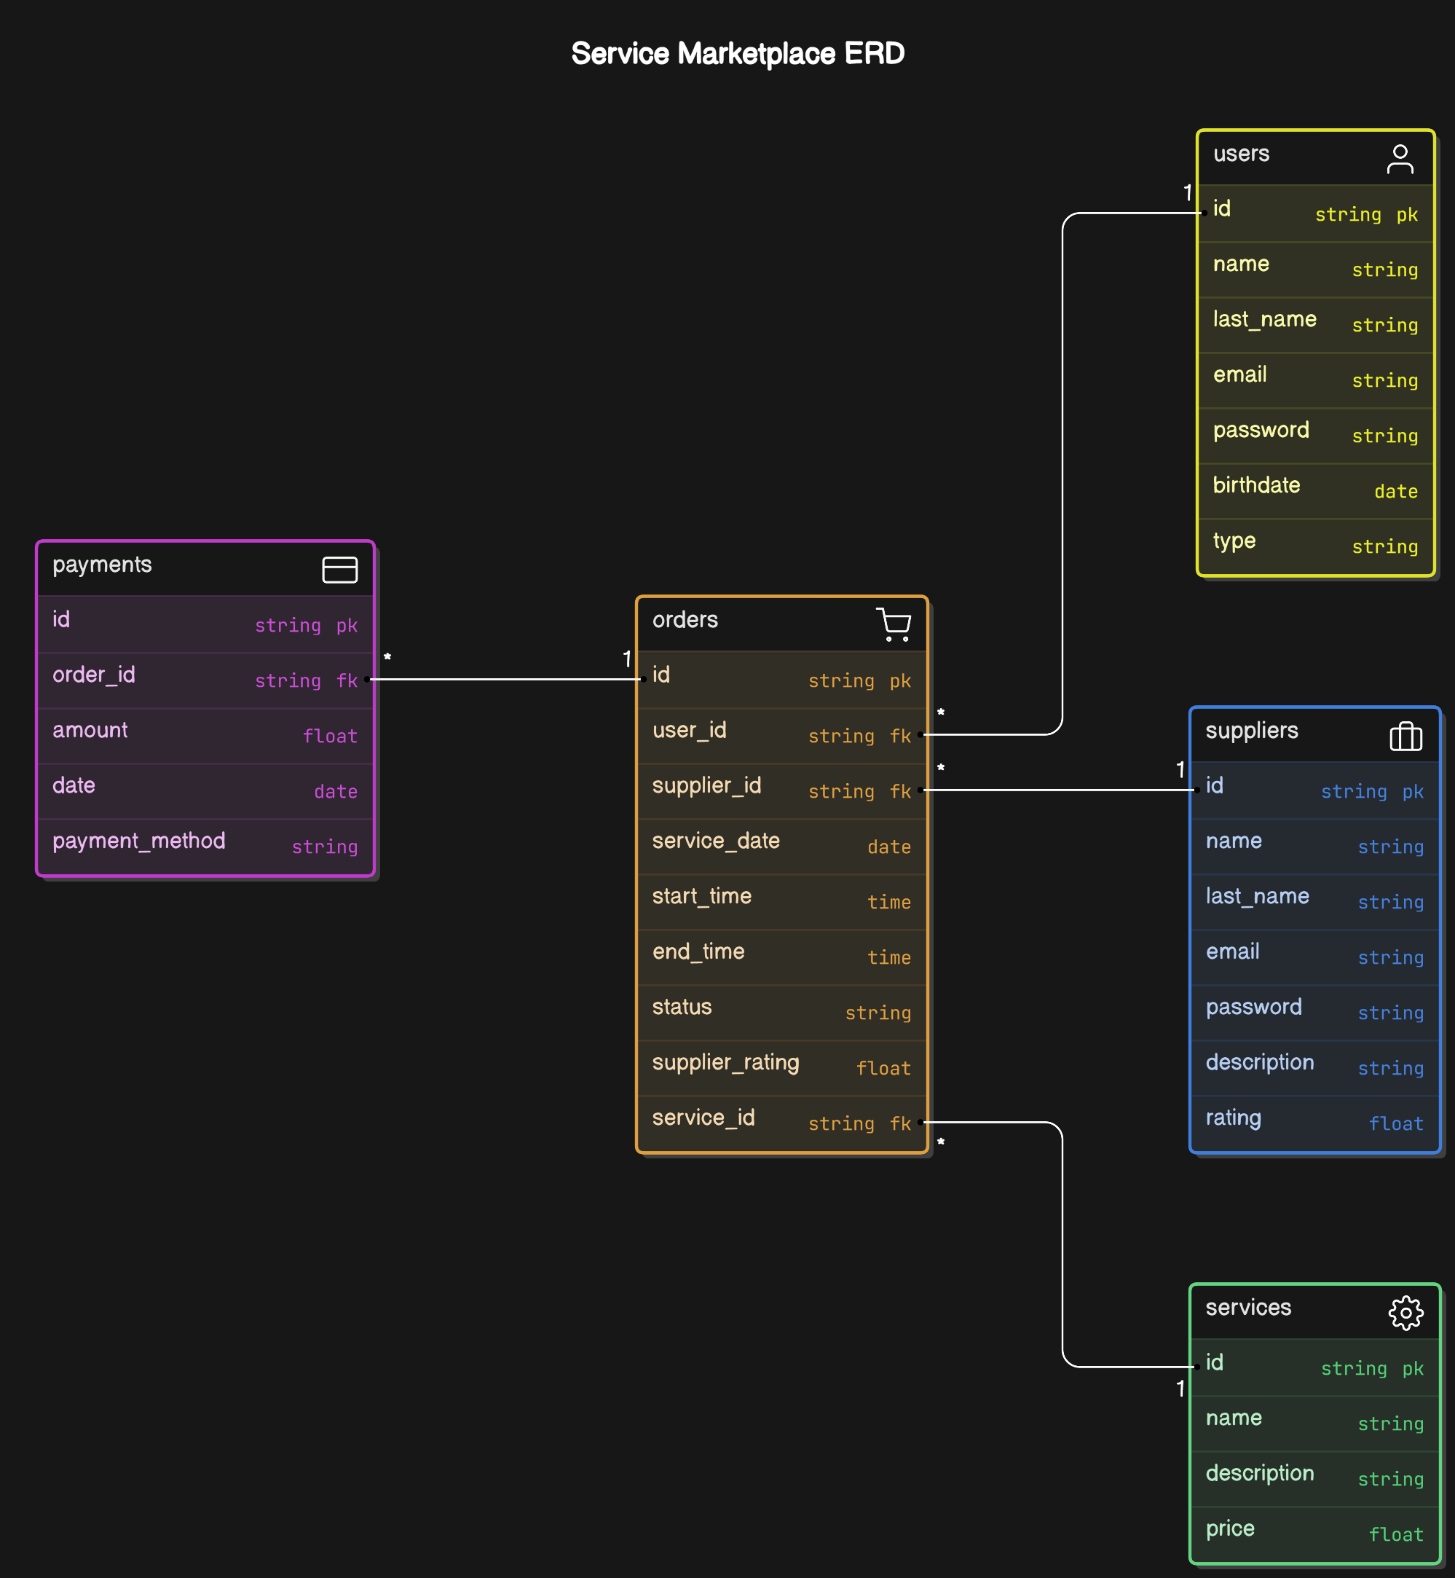 Service Marketplace ERD
users
1
id string pk
name string
last_name string
email string
password string
birthdate date
type string
payments
id string pk
order_id string fk
amount float
date date
payment_method string
*
1
orders
id string pk
user_id string fk
supplier_id string fk
service_date date
start_time time
end_time time
status string
supplier_rating float
service_id string fk
*
*
*
1
suppliers
id string pk
name string
last_name string
email string
password string
description string
rating float
services
id string pk
1
name string
description string
price float